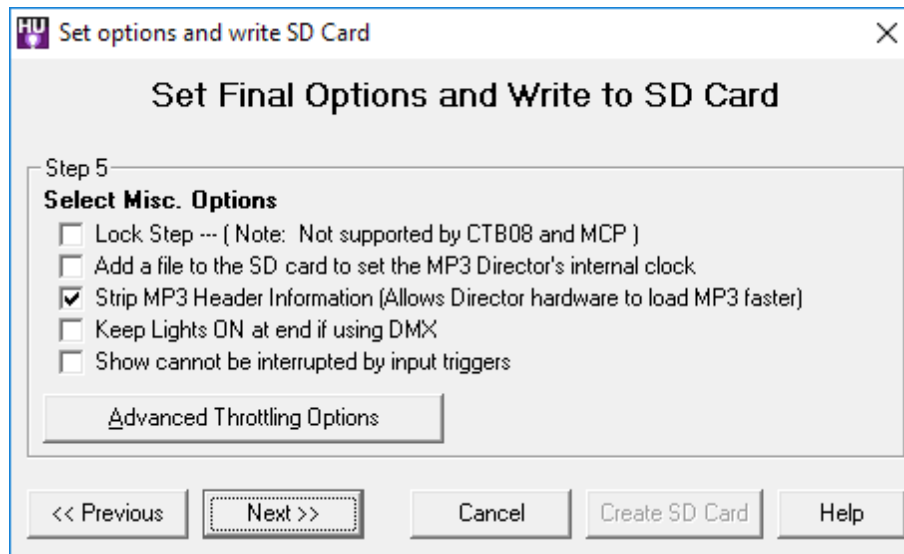 HU
Set options and write SD Card
Set Final Options and Write to SD Card
Step 5
Select Misc. Options
Lock Step --- ( Note:  Not supported by CTB08 and MCP )
Add a file to the SD card to set the MP3 Director's internal clock
Strip MP3 Header Information (Allows Director hardware to load MP3 faster)
Keep Lights ON at end if using DMX
Show cannot be interrupted by input triggers
Advanced Throttling Options
<< Previous
Next >>
Cancel
Create SD Card
Help